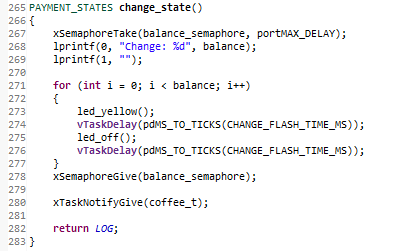 265 PAYMENT_STATES change_state()
266 {
267     xSemaphoreTake(balance_semaphore, portMAX_DELAY);
268     lprintf(0, "Change: %d", balance);
269     lprintf(1, "");
270
271     for (int i = 0; i < balance; i++)
272     {
273         led_yellow();
274         vTaskDelay(pdMS_TO_TICKS(CHANGE_FLASH_TIME_MS));
275         led_off();
276         vTaskDelay(pdMS_TO_TICKS(CHANGE_FLASH_TIME_MS));
277     }
278     xSemaphoreGive(balance_semaphore);
279
280     xTaskNotifyGive(coffee_t);
281
282     return LOG;
283 }